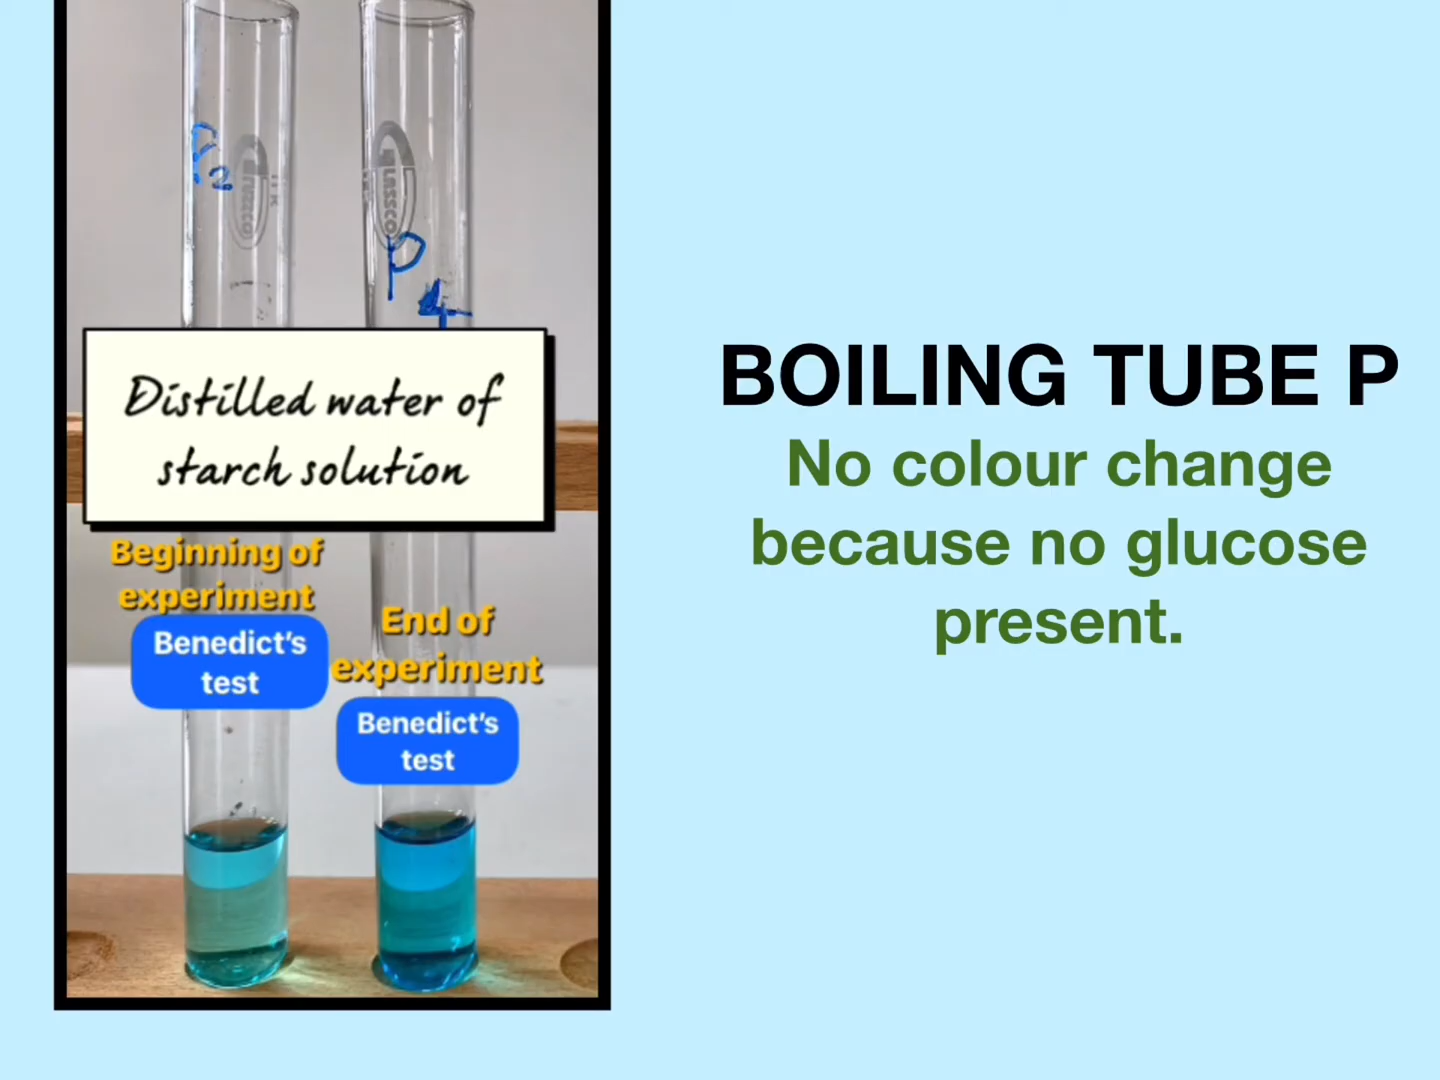 P2
GLASSCO
P4
Distilled water of
starch solution
Beginning of
experiment
Benedict's
test
End of
experiment
Benedict's
test
BOILING TUBE P
No colour change
because no glucose
present.